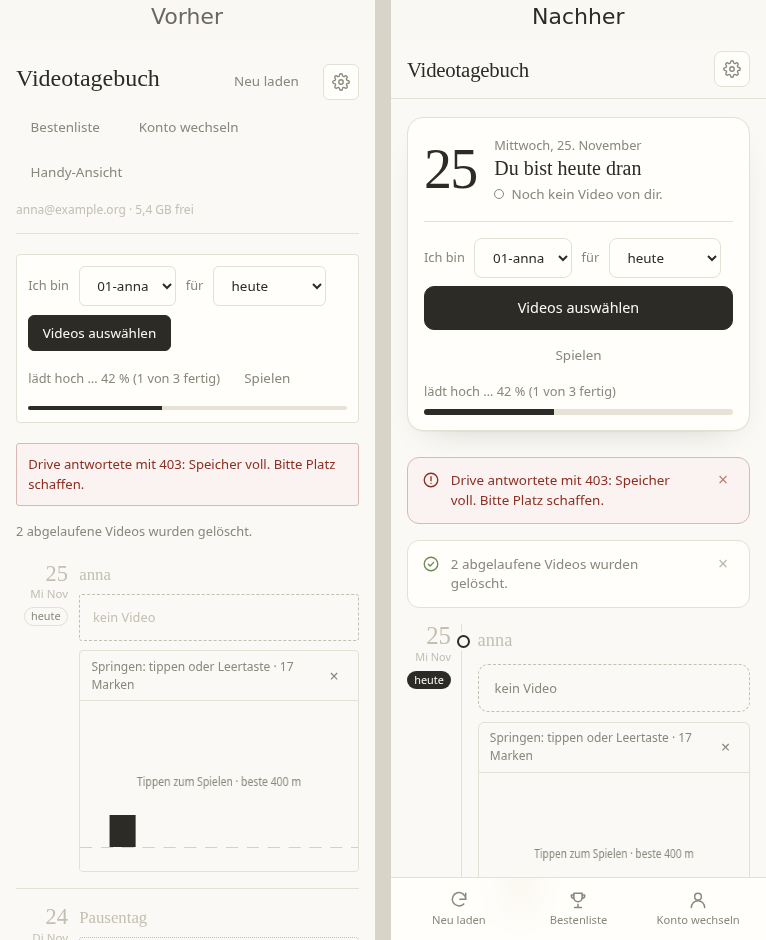 Vorher
Videotagebuch
Neu laden
Bestenliste
Konto wechseln
Handy-Ansicht
anna@example.org · 5,4 GB frei
Ich bin 01-anna für heute
Videos auswählen
lädt hoch ... 42 % (1 von 3 fertig)
Spielen
Drive antwortete mit 403: Speicher voll. Bitte Platz
schaffen.
2 abgelaufene Videos wurden gelöscht.
25 anna
Mi Nov
heute
kein Video
Springen: tippen oder Leertaste · 17
Marken
×
Tippen zum Spielen · beste 400 m
24 Pausentag
Di Nov
Nachher
Videotagebuch
25
Mittwoch, 25. November
Du bist heute dran
Noch kein Video von dir.
Ich bin 01-anna für heute
Videos auswählen
Spielen
lädt hoch ... 42 % (1 von 3 fertig)
Drive antwortete mit 403: Speicher
voll. Bitte Platz schaffen.
×
2 abgelaufene Videos wurden
gelöscht.
×
25 anna
Mi Nov
heute
kein Video
Springen: tippen oder Leertaste · 17
Marken
×
Tippen zum Spielen · beste 400 m
Neu laden
Bestenliste
Konto wechseln